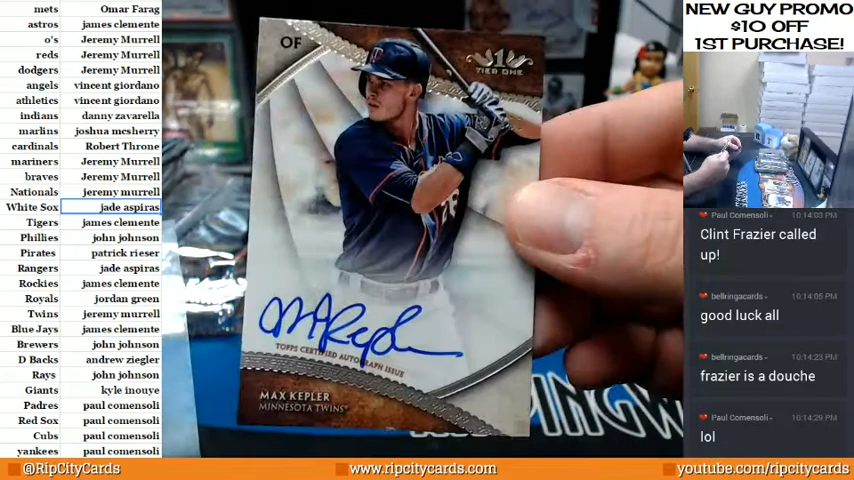 mets Omar Farag
astros james clemente
o's Jeremy Murrell
reds Jeremy Murrell
dodgers Jeremy Murrell
angels vincent giordano
athletics vincent giordano
indians danny zavarella
marlins joshua mcsherry
cardinals Robert Throne
mariners Jeremy Murrell
braves Jeremy Murrell
Nationals jeremy murrell
White Sox jade aspiras
Tigers james clemente
Phillies john johnson
Pirates patrick rieser
Rangers jade aspiras
Rockies james clemente
Royals jordan green
Twins jeremy murrell
Blue Jays james clemente
Brewers john johnson
D Backs andrew ziegler
Rays john johnson
Giants kyle inouye
Padres paul comensoli
Red Sox paul comensoli
Cubs paul comensoli
yankees paul comensoli
OF
1
TIER ONE
26
TOPPS CERTIFIED AUTOGRAPH ISSUE
MAX KEPLER
MINNESOTA TWINS
NEW GUY PROMO
$10 OFF
1ST PURCHASE!
Paul Comensoli 10:14:03 PM
Clint Frazier called
up!
bellringacards 10:14:05 PM
good luck all
bellringacards 10:14:23 PM
frazier is a douche
Paul Comensoli 10:14:29 PM
lol
@RipCityCards
www.ripcitycards.com
youtube.com/ripcitycards